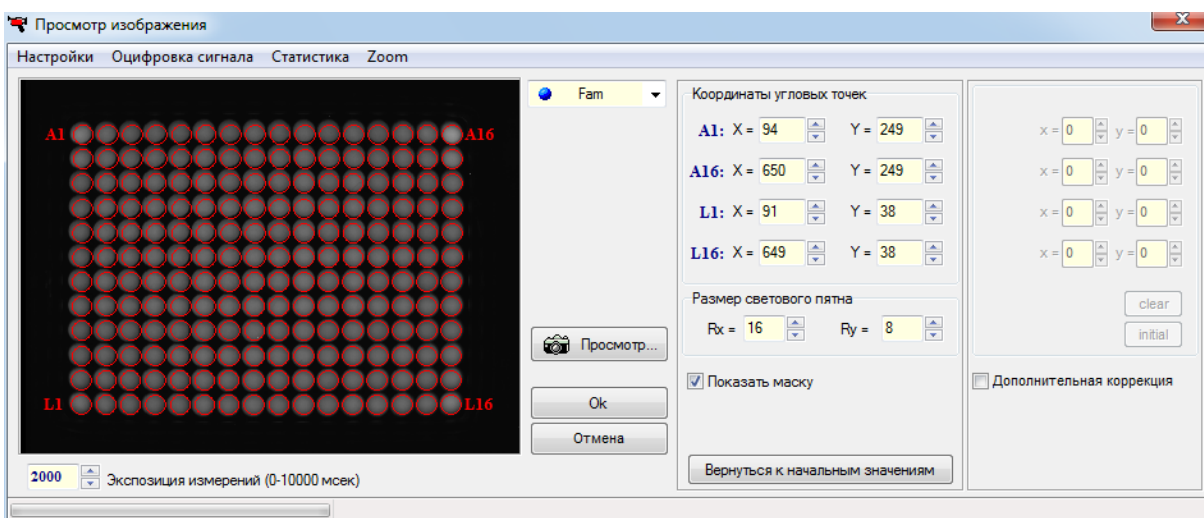 Просмотр изображения
X
Настройки Оцифровка сигнала Статистика Zoom
A1
A16
L1
L16
2000 Экспозиция измерений (0-10000 мсек)
Fam
Просмотр...
Ok
Отмена
Координаты угловых точек
A1: X = 94 Y = 249
A16: X = 650 Y = 249
L1: X = 91 Y = 38
L16: X = 649 Y = 38
Размер светового пятна
Rx = 16 Ry = 8
Показать маску
Вернуться к начальным значениям
x = 0 y = 0
x = 0 y = 0
x = 0 y = 0
x = 0 y = 0
clear
initial
Дополнительная коррекция